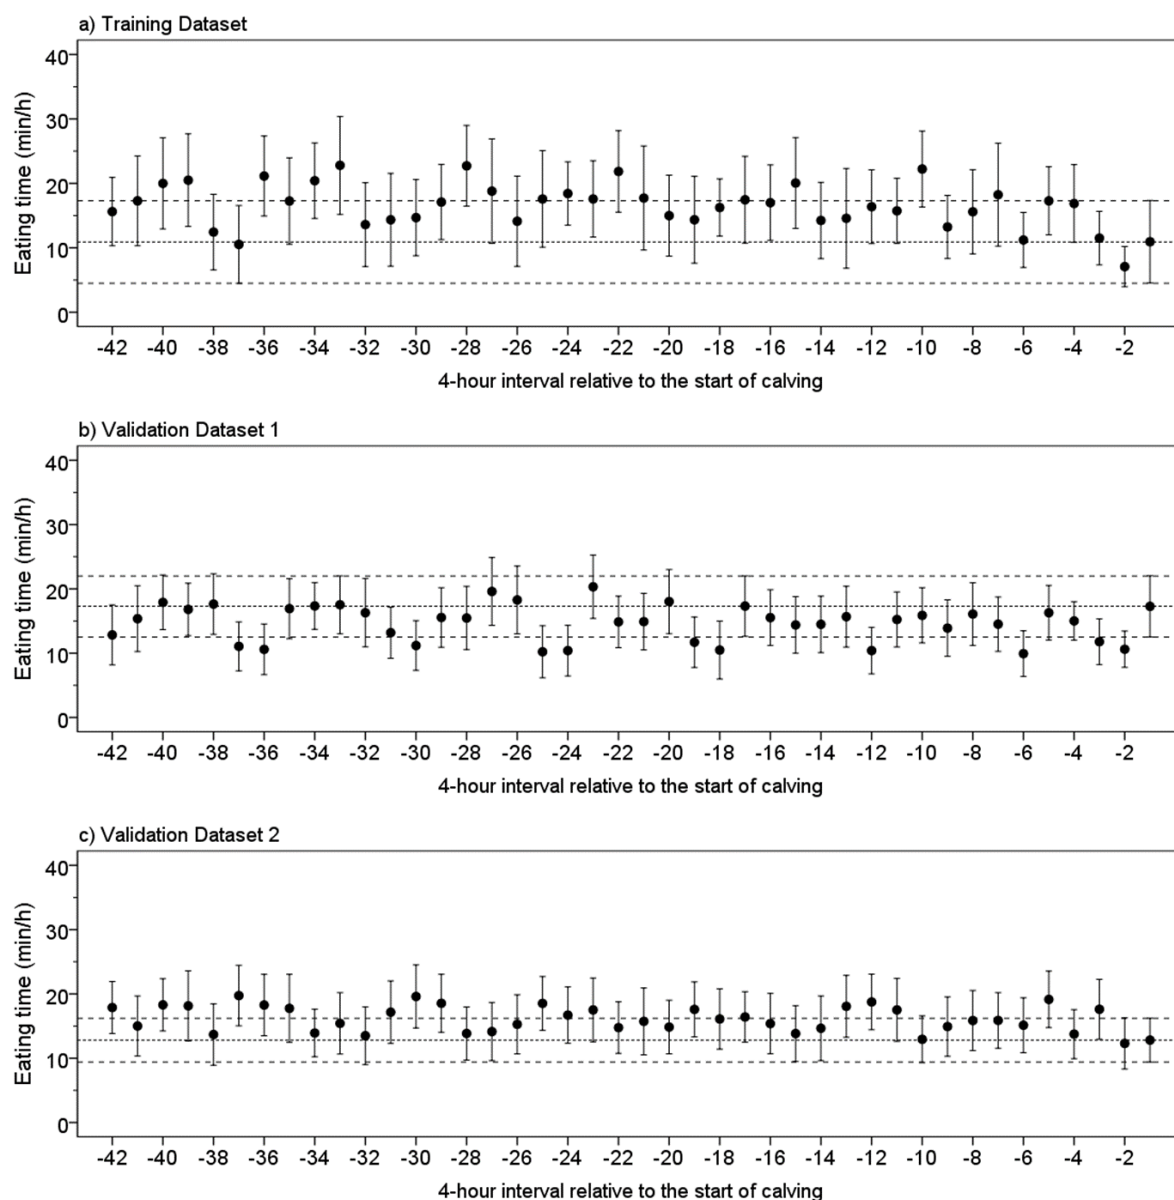 a) Training Dataset
40
30
20
10
0
Eating time (min/h)
-42 -40 -38 -36 -34 -32 -30 -28 -26 -24 -22 -20 -18 -16 -14 -12 -10 -8 -6 -4 -2
4-hour interval relative to the start of calving
b) Validation Dataset 1
40
30
20
10
0
Eating time (min/h)
-42 -40 -38 -36 -34 -32 -30 -28 -26 -24 -22 -20 -18 -16 -14 -12 -10 -8 -6 -4 -2
4-hour interval relative to the start of calving
c) Validation Dataset 2
40
30
20
10
0
Eating time (min/h)
-42 -40 -38 -36 -34 -32 -30 -28 -26 -24 -22 -20 -18 -16 -14 -12 -10 -8 -6 -4 -2
4-hour interval relative to the start of calving